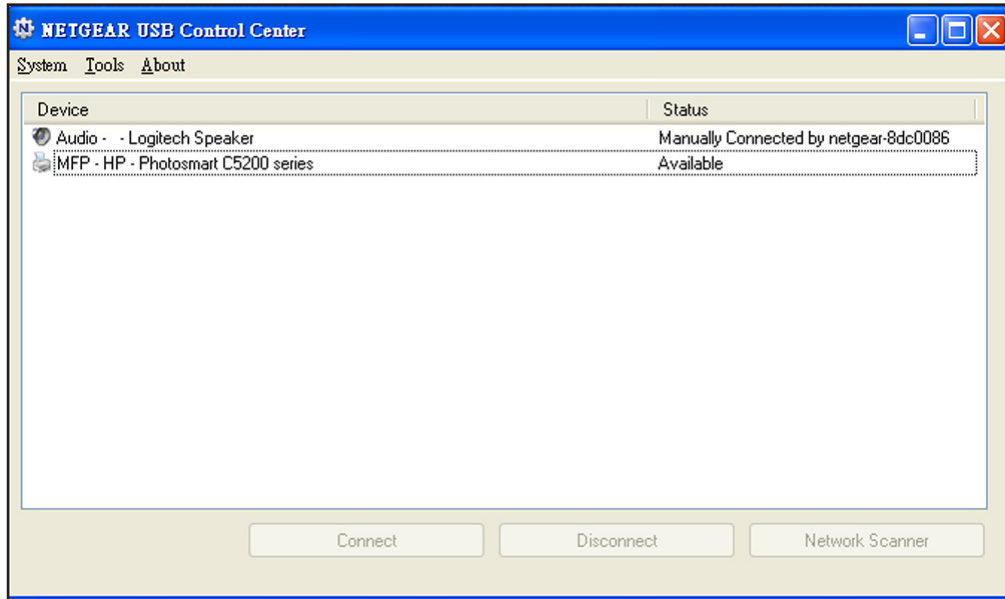 NETGEAR USB Control Center
System Tools About
Device Status
Audio - - Logitech Speaker Manually Connected by netgear-8dc0086
MFP - HP - Photosmart C5200 series Available
Connect Disconnect Network Scanner